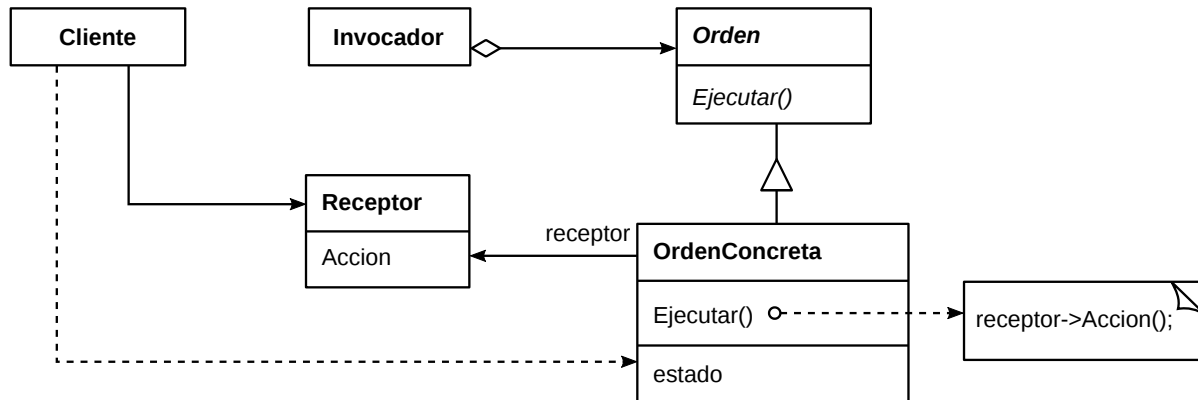 Cliente
Invocador
Orden
Ejecutar()
Receptor
Accion
receptor
OrdenConcreta
Ejecutar()
receptor->Accion();
estado